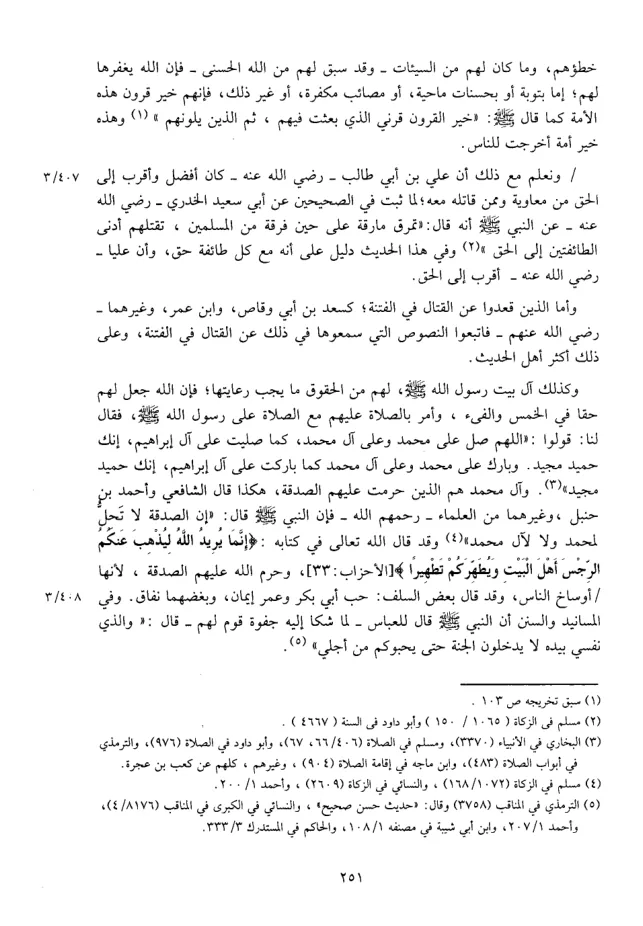 خطؤهم، وما كان لهم من السيئات ـ وقد سبق لهم من الله الحسنى ـ فإن الله يغفرها
لهم؛ إما بتوبة أو بحسنات ماحية، أو مصائب مكفرة، أو غير ذلك، فإنهم خير قرون هذه
الأمة كما قال ﷺ: «خير القرون قرني الذي بعثت فيهم ، ثم الذين يلونهم » (١) وهذه
خير أمة أخرجت للناس.
٣/٤٠٧ / ونعلم مع ذلك أن علي بن أبي طالب ـ رضي الله عنه ـ كان أفضل وأقرب إلى
الحق من معاوية وممن قاتله معه؛لما ثبت في الصحيحين عن أبي سعيد الخدري ـ رضي الله
عنه ـ عن النبي ﷺ أنه قال:«تمرق مارقة على حين فرقة من المسلمين ، تقتلهم أدنى
الطائفتين إلى الحق »(٢) وفي هذا الحديث دليل على أنه مع كل طائفة حق، وأن عليا ـ
رضي الله عنه ـ أقرب إلى الحق.
وأما الذين قعدوا عن القتال في الفتنة؛ كسعد بن أبي وقاص، وابن عمر، وغيرهما ـ
رضي الله عنهم ـ فاتبعوا النصوص التي سمعوها في ذلك عن القتال في الفتنة، وعلى
ذلك أكثر أهل الحديث.
وكذلك آل بيت رسول الله ﷺ، لهم من الحقوق ما يجب رعايتها؛ فإن الله جعل لهم
حقا في الخمس والفىء ، وأمر بالصلاة عليهم مع الصلاة على رسول الله ﷺ، فقال
لنا: قولوا :«اللهم صل على محمد وعلى آل محمد، كما صليت على آل إبراهيم، إنك
حميد مجيد. وبارك على محمد وعلى آل محمد كما باركت على آل إبراهيم، إنك حميد
مجيد»(٣). وآل محمد هم الذين حرمت عليهم الصدقة، هكذا قال الشافعي وأحمد بن
حنبل ،وغيرهما من العلماء ـ رحمهم الله ـ فإن النبي ﷺ قال: «إن الصدقة لا تَحلُّ
لمحمد ولا لآل محمد»(٤) وقد قال الله تعالى في كتابه :﴿إِنَّمَا يُرِيدُ اللَّهُ لِيُذْهِبَ عَنكُمُ
الرِّجْسَ أَهْلَ الْبَيْتِ وَيُطَهِّرَكُمْ تَطْهِيرًا ﴾[الأحزاب:٣٣]، وحرم الله عليهم الصدقة ، لأنها
٣/٤٠٨ /أوساخ الناس، وقد قال بعض السلف: حب أبي بكر وعمر إيمان، وبغضهما نفاق. وفي
المسانيد والسنن أن النبي ﷺ قال للعباس ـ لما شكا إليه جفوة قوم لهم ـ قال :« والذي
نفسي بيده لا يدخلون الجنة حتى يحبوكم من أجلي» (٥).
(١) سبق تخريجه ص ١٠٣ .
(٢) مسلم فى الزكاة (١٠٦٥ / ١٥٠ ) وأبو داود فى السنة (٤٦٦٧ ) .
(٣) البخاري في الأنبياء (٣٣٧٠)، ومسلم في الصلاة (٦٦/٤٠٦، ٦٧)، وأبو داود في الصلاة (٩٧٦)، والترمذي
في أبواب الصلاة (٤٨٣)، وابن ماجه في إقامة الصلاة (٩٠٤) ، وغيرهم ، كلهم عن كعب بن عجرة.
(٤) مسلم في الزكاة (١٦٨/١٠٧٢) ، والنسائي في الزكاة (٢٦٠٩) ، وأحمد ٢٠٠/١.
(٥) الترمذي في المناقب (٣٧٥٨) وقال: «حديث حسن صحيح» ، والنسائي في الكبرى في المناقب (٤/٨١٧٦)،
وأحمد ٢٠٧/١، وابن أبي شيبة في مصنفه ١٠٨/١، والحاكم في المستدرك ٣٣٣/٣.
٢٥١